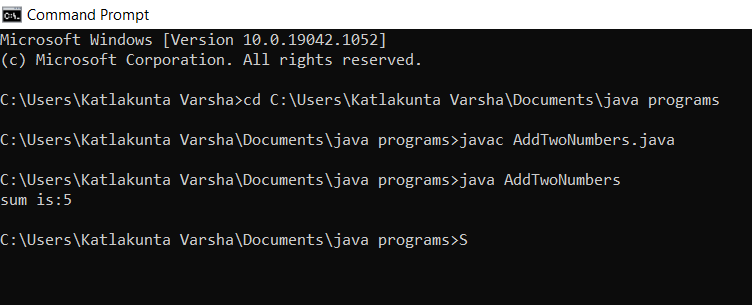 Command Prompt
Microsoft Windows [Version 10.0.19042.1052]
(c) Microsoft Corporation. All rights reserved.
C:\Users\Katlakunta Varsha>cd C:\Users\Katlakunta Varsha\Documents\java programs
C:\Users\Katlakunta Varsha\Documents\java programs>javac AddTwoNumbers.java
C:\Users\Katlakunta Varsha\Documents\java programs>java AddTwoNumbers
sum is:5
C:\Users\Katlakunta Varsha\Documents\java programs>S